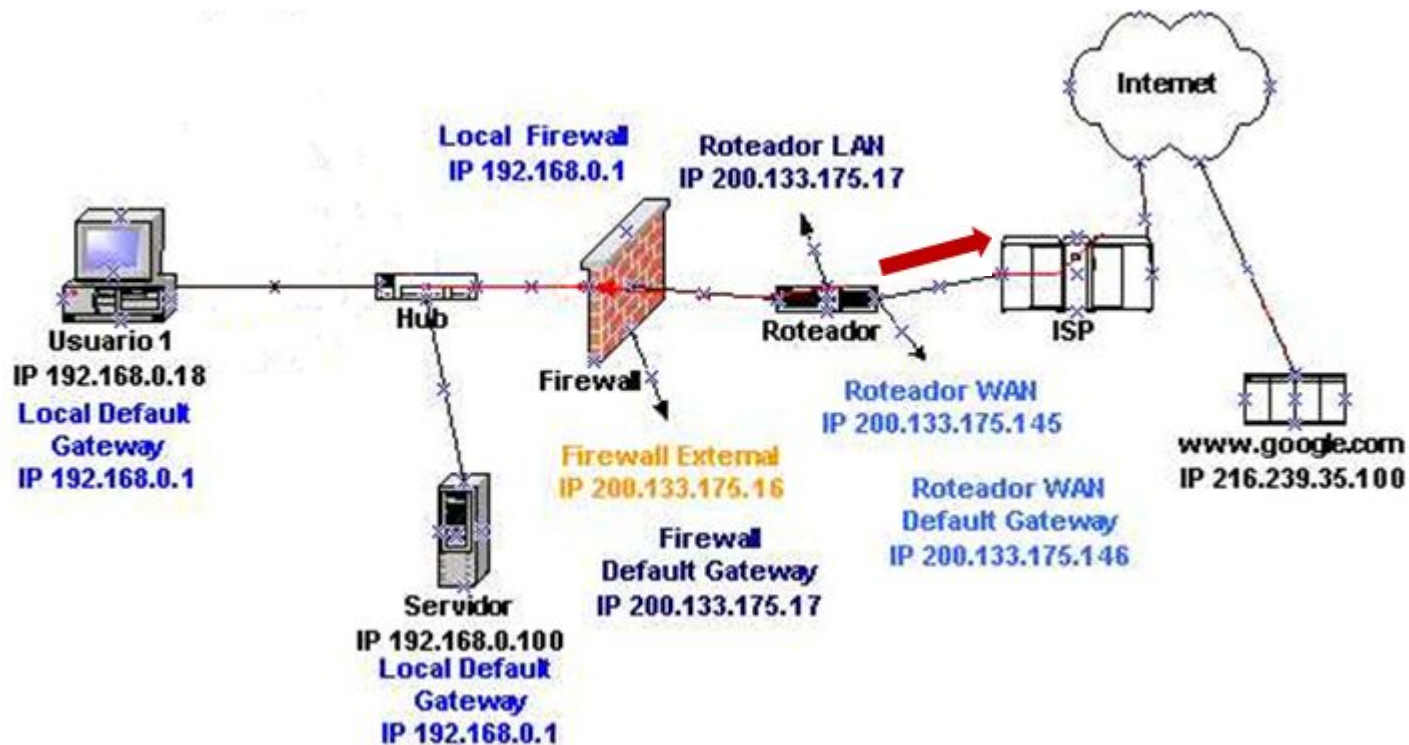 Internet
Local Firewall
IP 192.168.0.1
Roteador LAN
IP 200.133.175.17
Usuario 1
IP 192.168.0.18
Local Default
Gateway
IP 192.168.0.1
Hub
Firewall
Roteador
ISP
Firewall External
IP 200.133.175.16
Firewall
Default Gateway
IP 200.133.175.17
Roteador WAN
IP 200.133.175.145
Roteador WAN
Default Gateway
IP 200.133.175.146
www.google.com
IP 216.239.35.100
Servidor
IP 192.168.0.100
Local Default
Gateway
IP 192.168.0.1